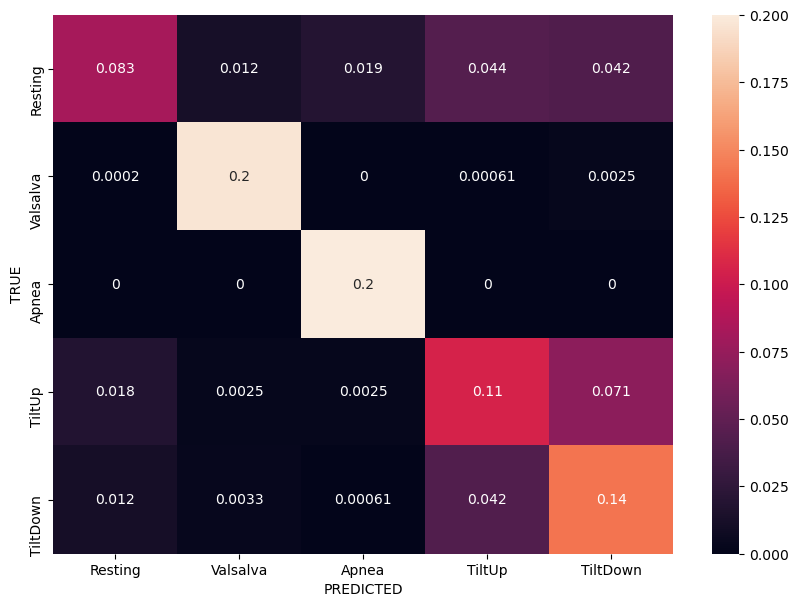 Resting 0.083 0.012 0.019 0.044 0.042
Valsalva 0.0002 0.2 0 0.00061 0.0025
Apnea 0 0 0.2 0 0
TiltUp 0.018 0.0025 0.0025 0.11 0.071
TiltDown 0.012 0.0033 0.00061 0.042 0.14
TRUE
Resting Valsalva Apnea TiltUp TiltDown
PREDICTED
0.200
0.175
0.150
0.125
0.100
0.075
0.050
0.025
0.000